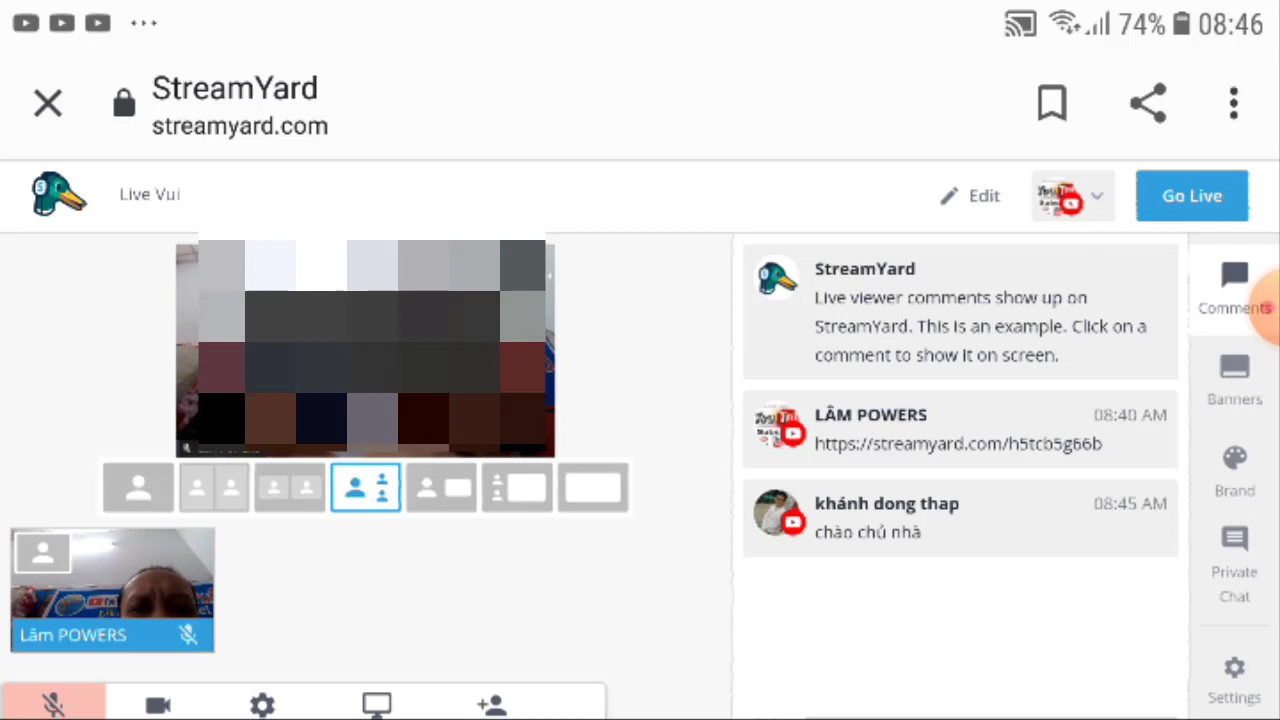 74% 08:46
StreamYard
streamyard.com
Live Vui
Edit
Go Live
StreamYard
Live viewer comments show up on
StreamYard. This is an example. Click on a
comment to show it on screen.
LÂM POWERS 08:40 AM
https://streamyard.com/h5tcb5g66b
khánh dong thap 08:45 AM
chào chủ nhà
Comments
Banners
Brand
Private
Chat
Settings
Lâm POWERS